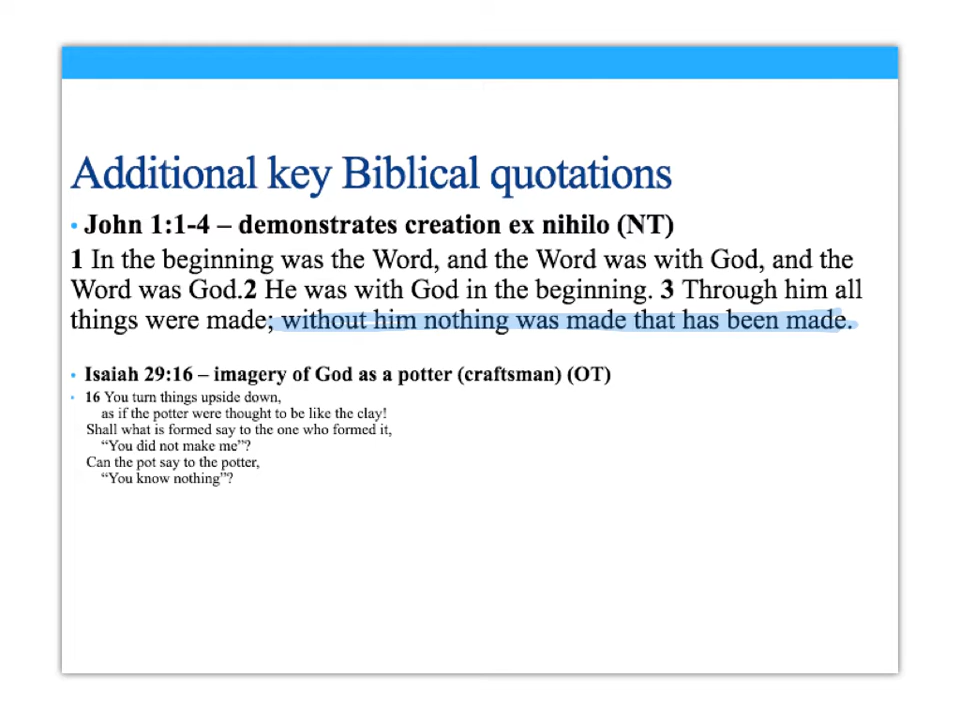 Additional key Biblical quotations
• John 1:1-4 – demonstrates creation ex nihilo (NT)
1 In the beginning was the Word, and the Word was with God, and the
Word was God.2 He was with God in the beginning. 3 Through him all
things were made; without him nothing was made that has been made.
• Isaiah 29:16 – imagery of God as a potter (craftsman) (OT)
• 16 You turn things upside down,
as if the potter were thought to be like the clay!
Shall what is formed say to the one who formed it,
“You did not make me”?
Can the pot say to the potter,
“You know nothing”?